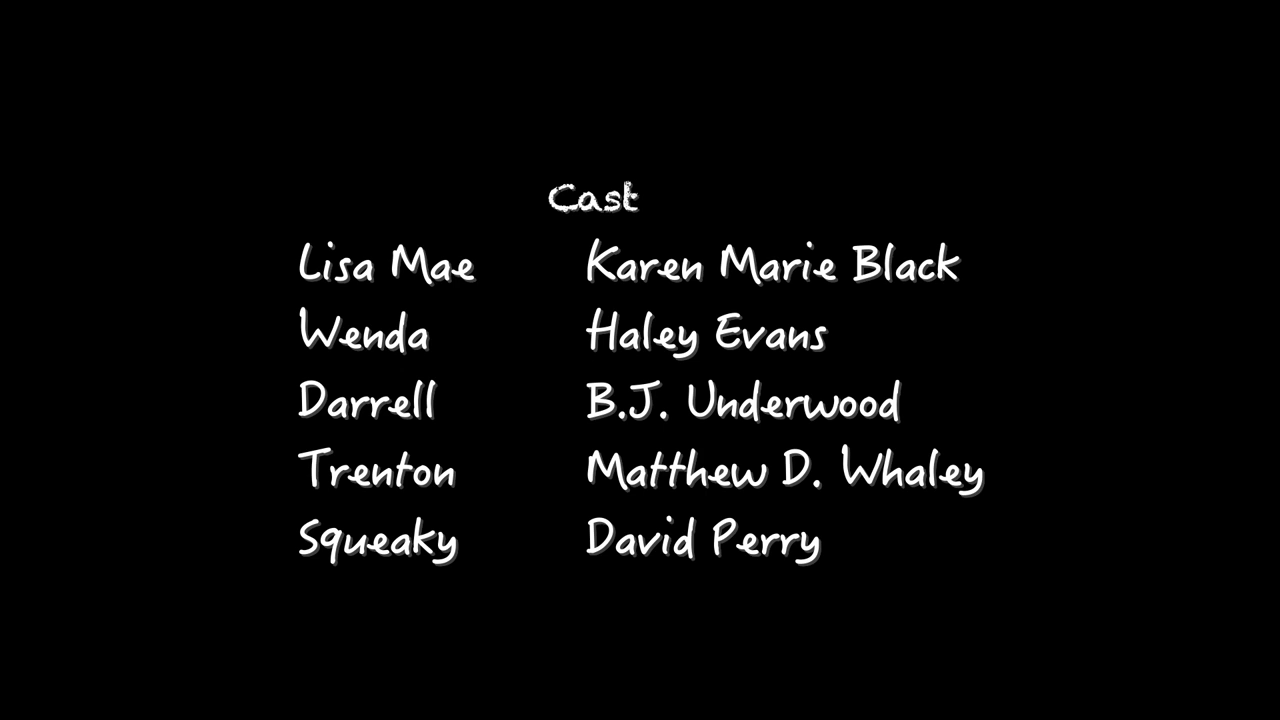 Cast
Lisa Mae Karen Marie Black
Wenda Haley Evans
Darrell B.J. Underwood
Trenton Matthew D. Whaley
Squeaky David Perry